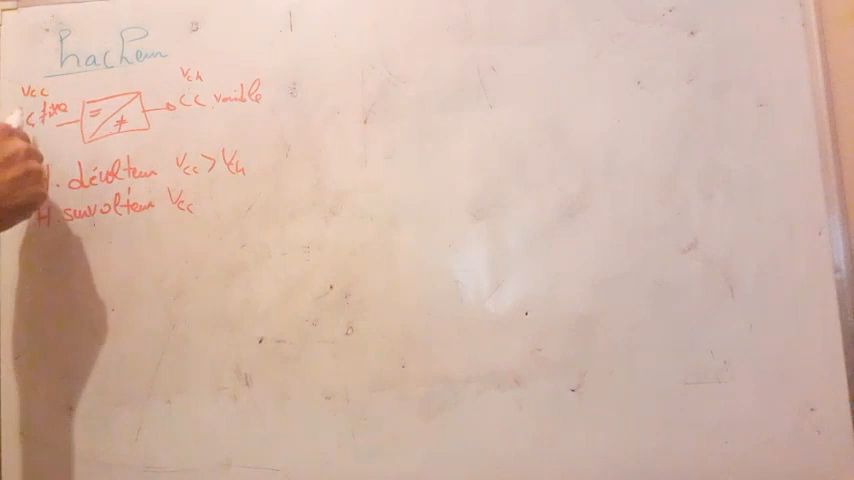 hacheur
Vcc Vch
fixe = ≠ CC variable
H. dévolteur Vcc > Vch
H. survolteur Vcc